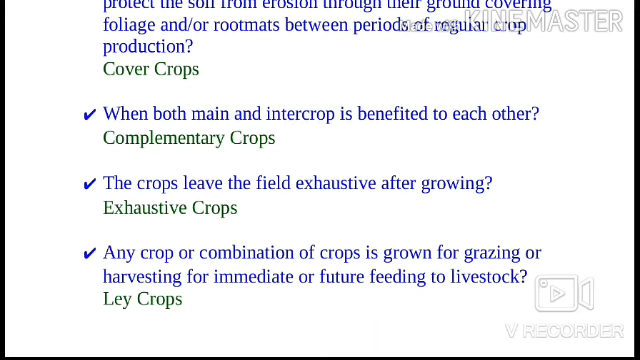 protect the soil from erosion through their ground covering
foliage and/or rootmats between periods of regular crop
production?
Cover Crops
✔ When both main and intercrop is benefited to each other?
Complementary Crops
✔ The crops leave the field exhaustive after growing?
Exhaustive Crops
✔ Any crop or combination of crops is grown for grazing or
harvesting for immediate or future feeding to livestock?
Ley Crops
KINEMASTER
V RECORDER